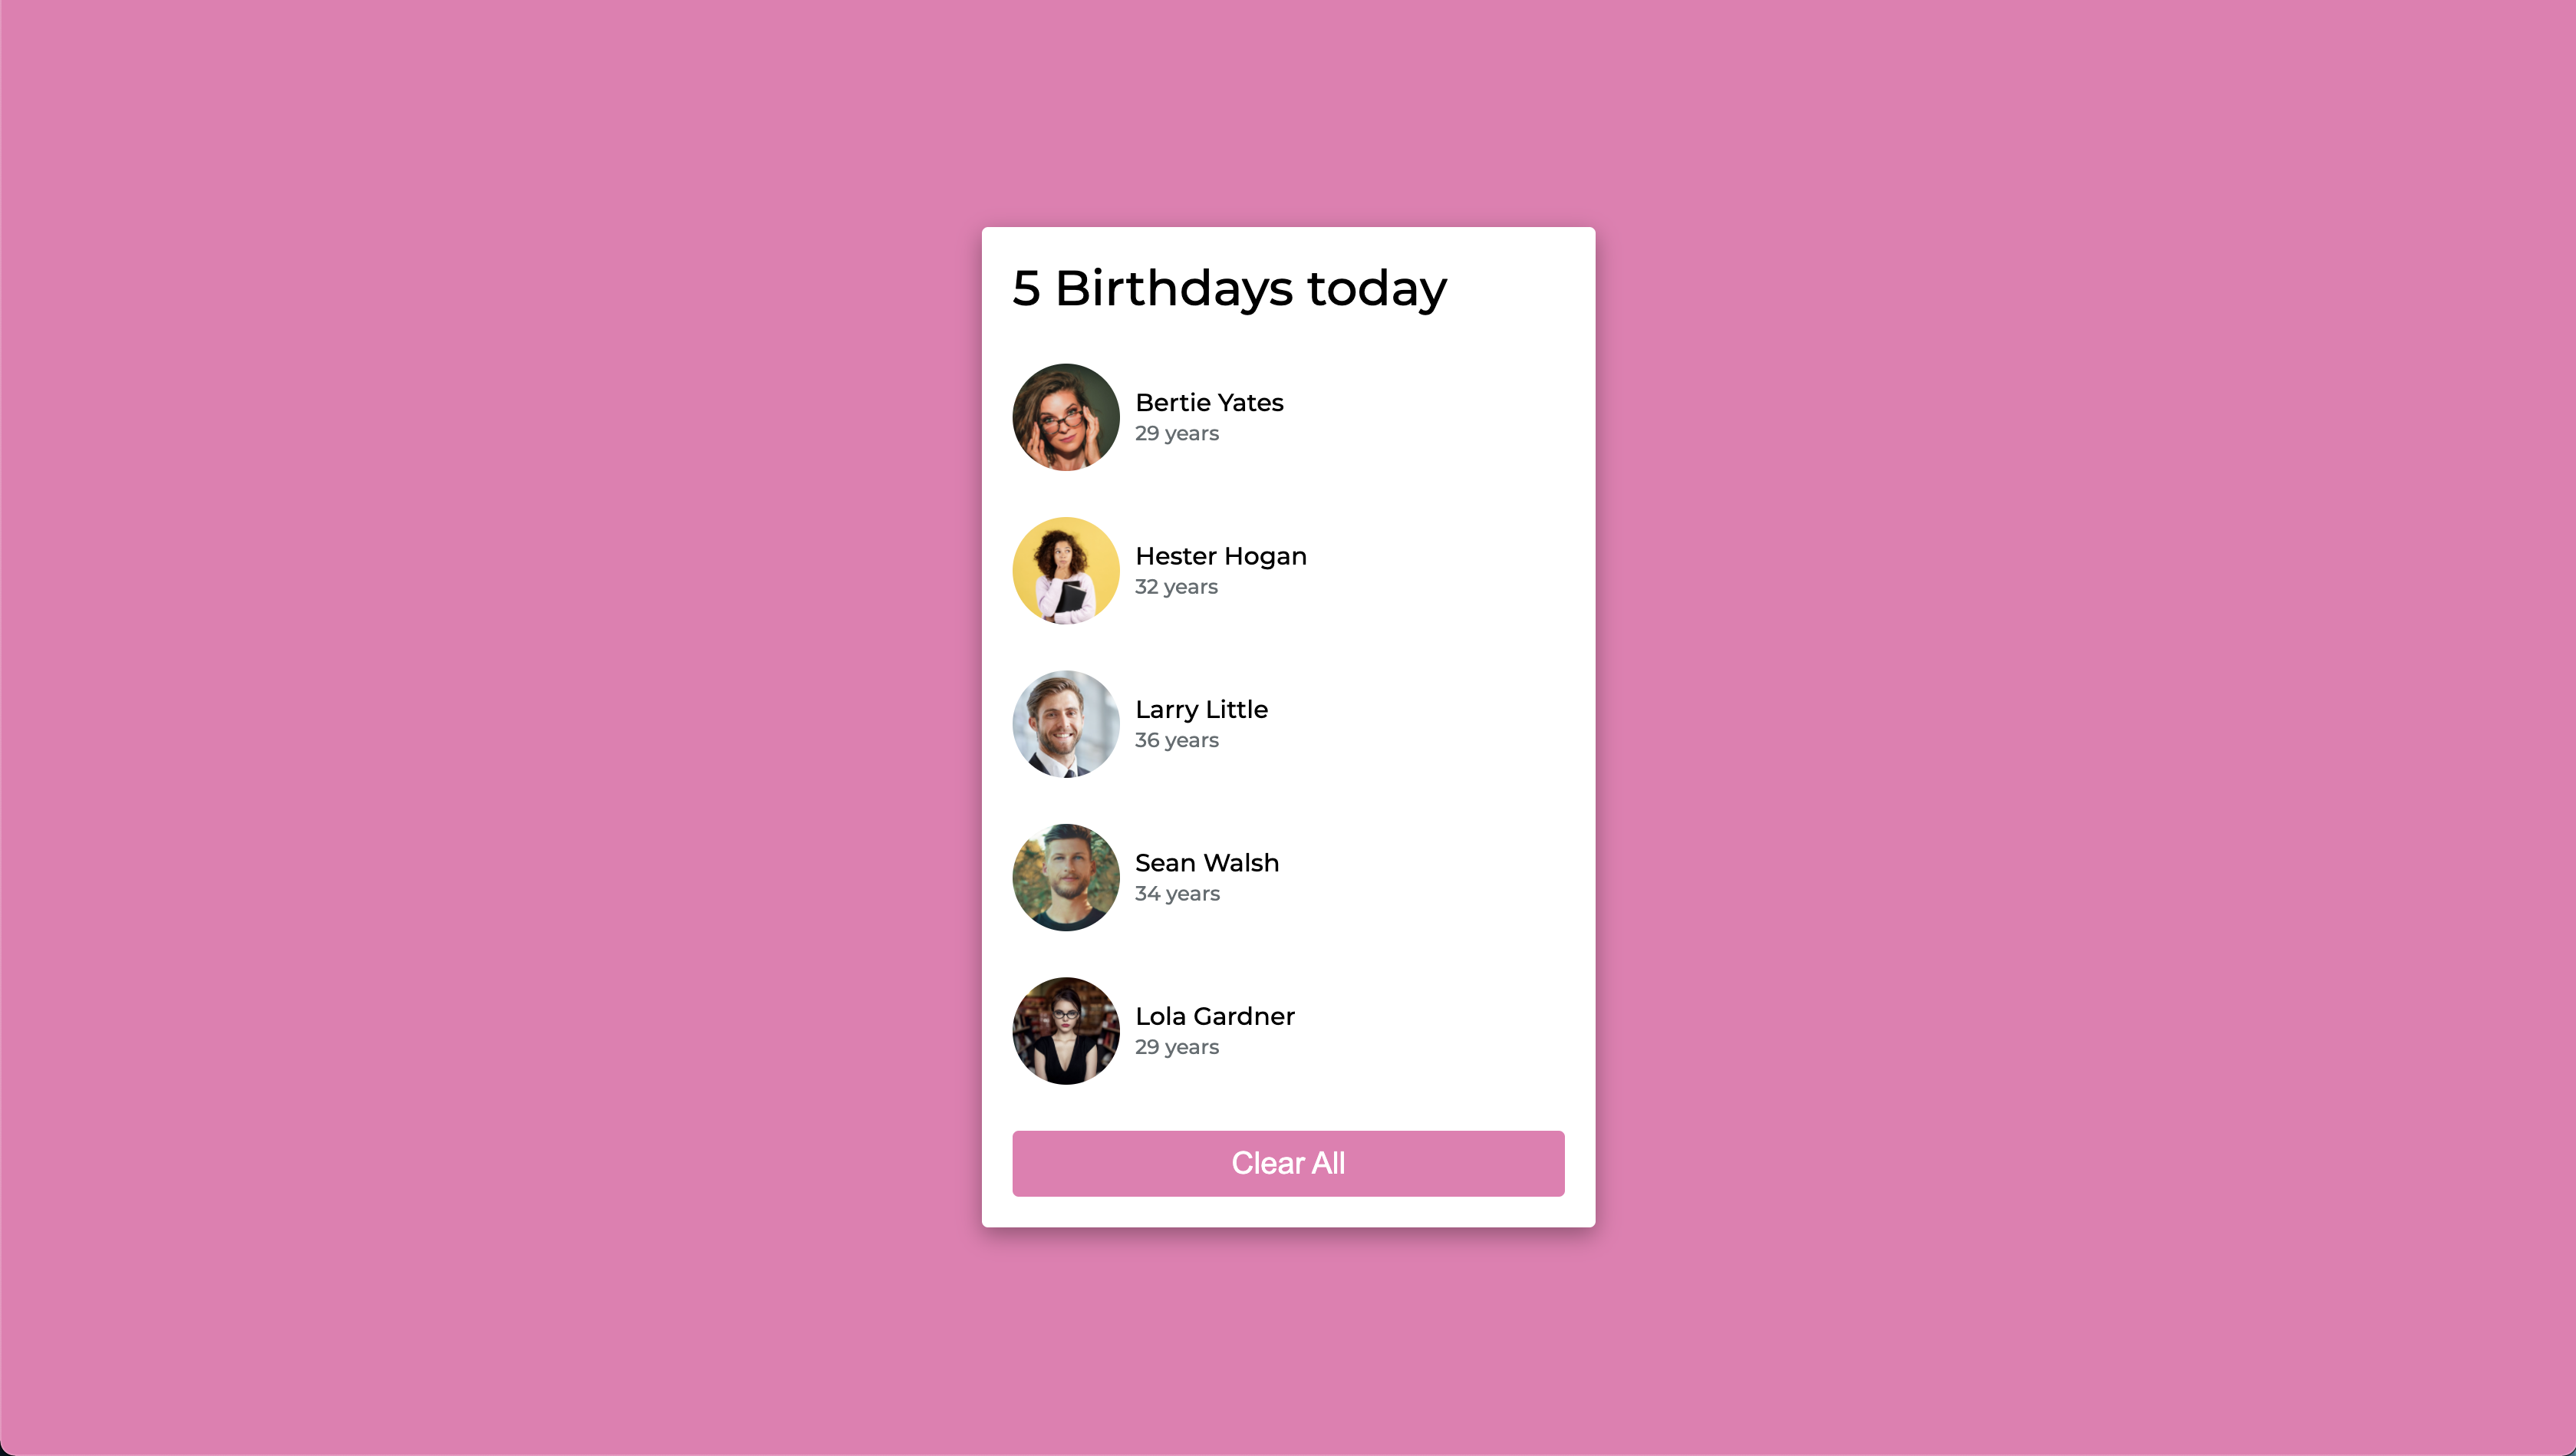 5 Birthdays today
Bertie Yates
29 years
Hester Hogan
32 years
Larry Little
36 years
Sean Walsh
34 years
Lola Gardner
29 years
Clear All